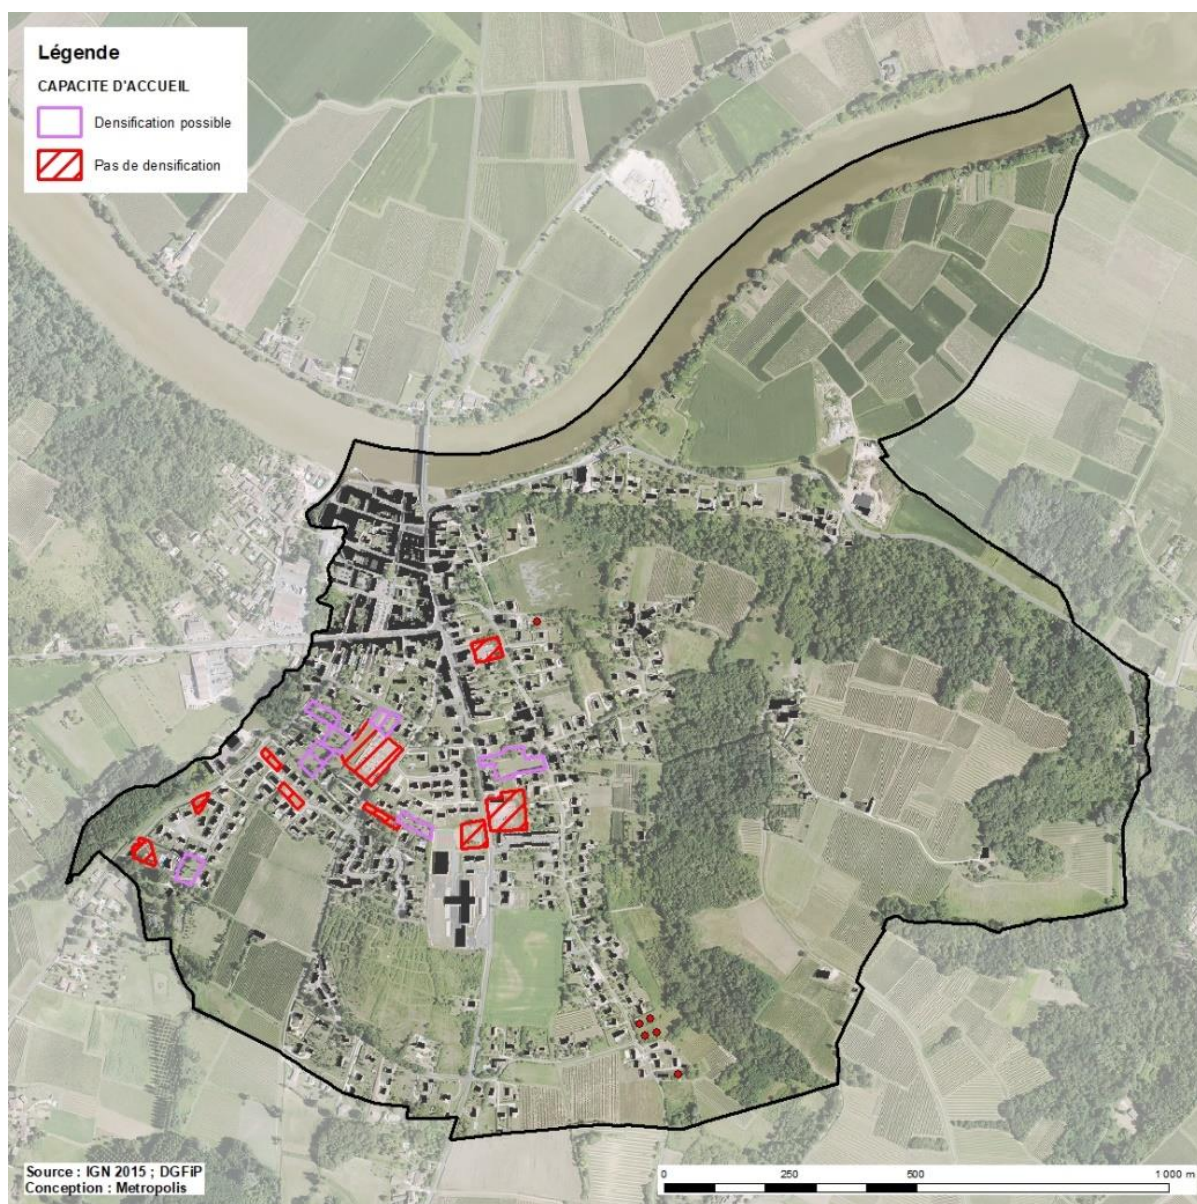 Légende
CAPACITE D'ACCUEIL
Densification possible
Pas de densification
Source : IGN 2015 ; DGFiP
Conception : Metropolis
0 250 500 1 000 m